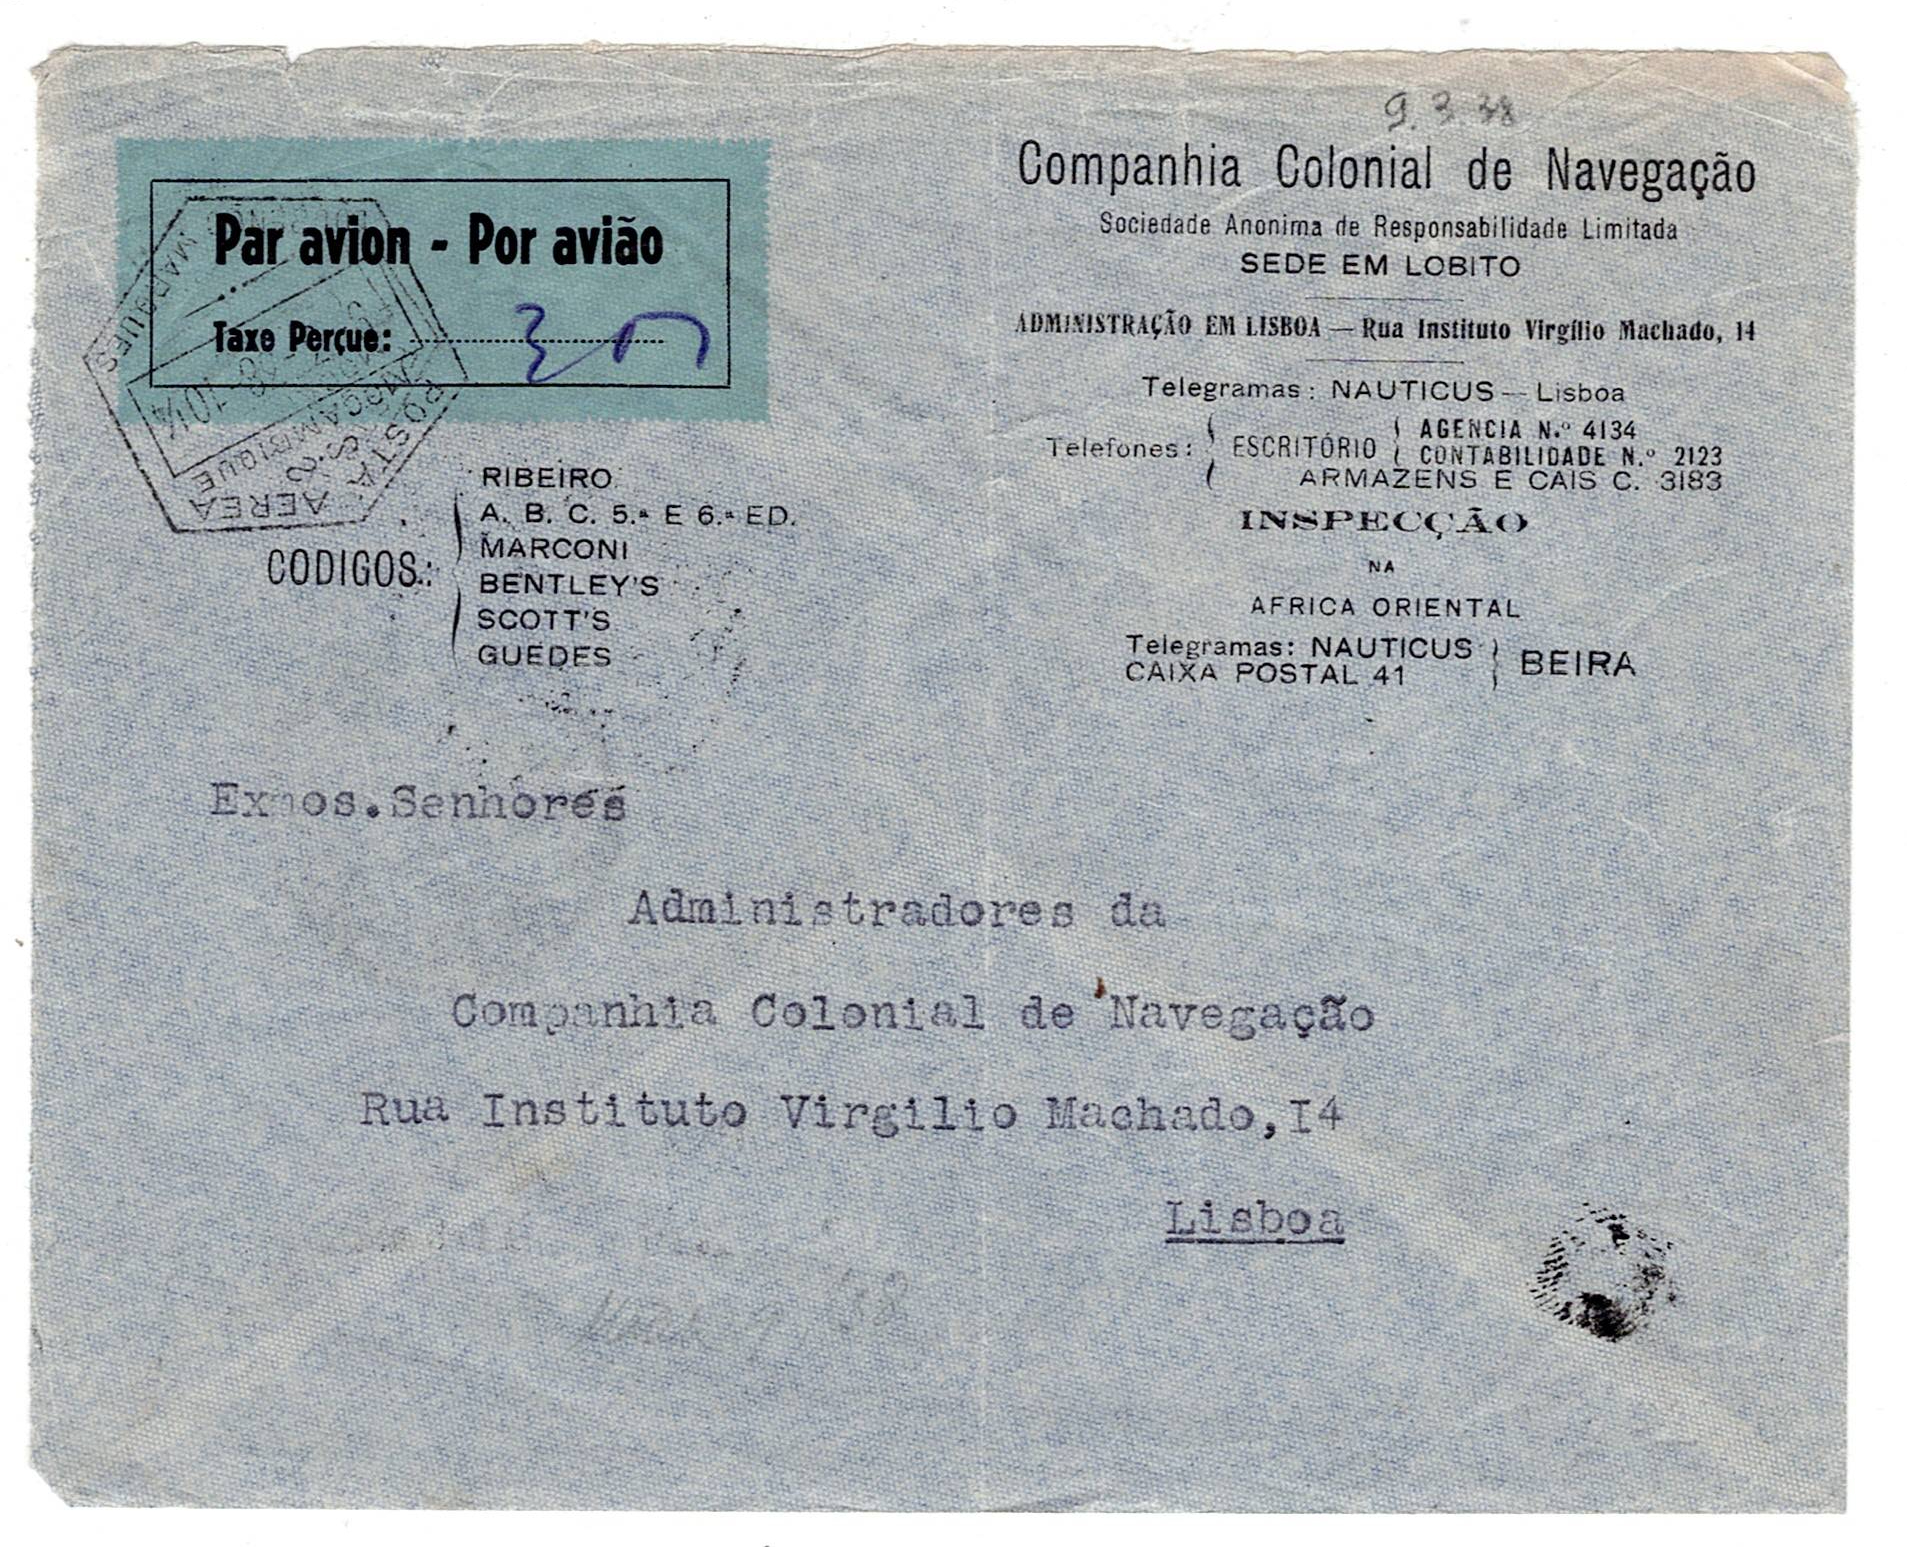 9.3.38
Companhia Colonial de Navegação
Sociedade Anonima de Responsabilidade Limitada
SEDE EM LOBITO
ADMINISTRAÇÃO EM LISBOA — Rua Instituto Virgílio Machado, 14
Telegramas: NAUTICUS — Lisboa
Telefones: ESCRITÓRIO AGENCIA N.º 4134
CONTABILIDADE N.º 2123
ARMAZENS E CAIS C. 3183
INSPECÇÃO
NA
AFRICA ORIENTAL
Telegramas: NAUTICUS
CAIXA POSTAL 41
BEIRA
Par avion - Por avião
Taxe Perçue:
POSTA AEREA
MOÇAMBIQUE
MARQUES
CODIGOS.:
RIBEIRO
A. B. C. 5.ª E 6.ª ED.
MARCONI
BENTLEY'S
SCOTT'S
GUEDES
Exmos.Senhores
Administradores da
Companhia Colonial de Navegação
Rua Instituto Virgilio Machado,I4
Lisboa